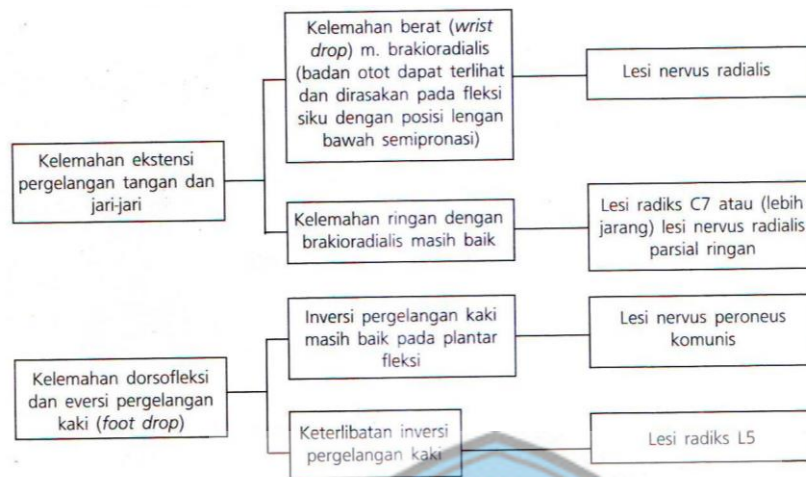 Kelemahan berat (wrist
drop) m. brakioradialis
(badan otot dapat terlihat
dan dirasakan pada fleksi
siku dengan posisi lengan
bawah semipronasi)
Lesi nervus radialis
Kelemahan ekstensi
pergelangan tangan dan
jari-jari
Kelemahan ringan dengan
brakioradialis masih baik
Lesi radiks C7 atau (lebih
jarang) lesi nervus radialis
parsial ringan
Inversi pergelangan kaki
masih baik pada plantar
fleksi
Lesi nervus peroneus
komunis
Kelemahan dorsofleksi
dan eversi pergelangan
kaki (foot drop)
Keterlibatan inversi
pergelangan kaki
Lesi radiks L5